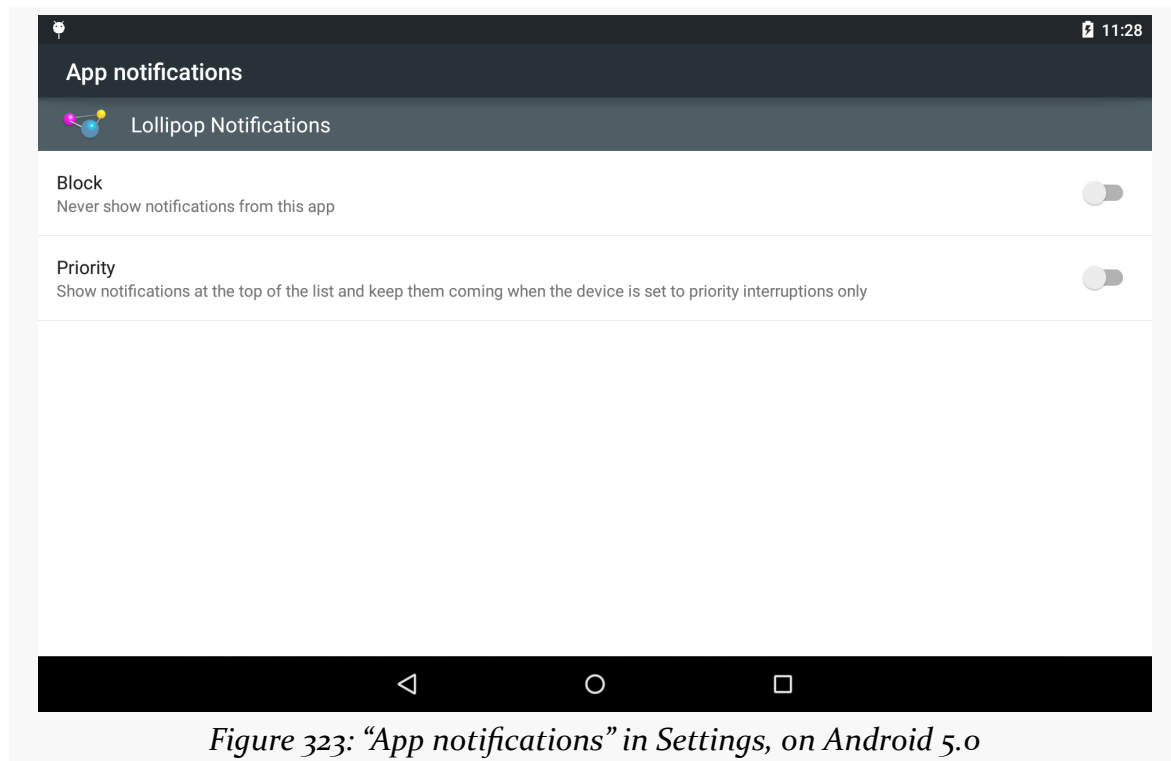 11:28
App notifications
Lollipop Notifications
Block
Never show notifications from this app
Priority
Show notifications at the top of the list and keep them coming when the device is set to priority interruptions only
Figure 323: “App notifications” in Settings, on Android 5.0